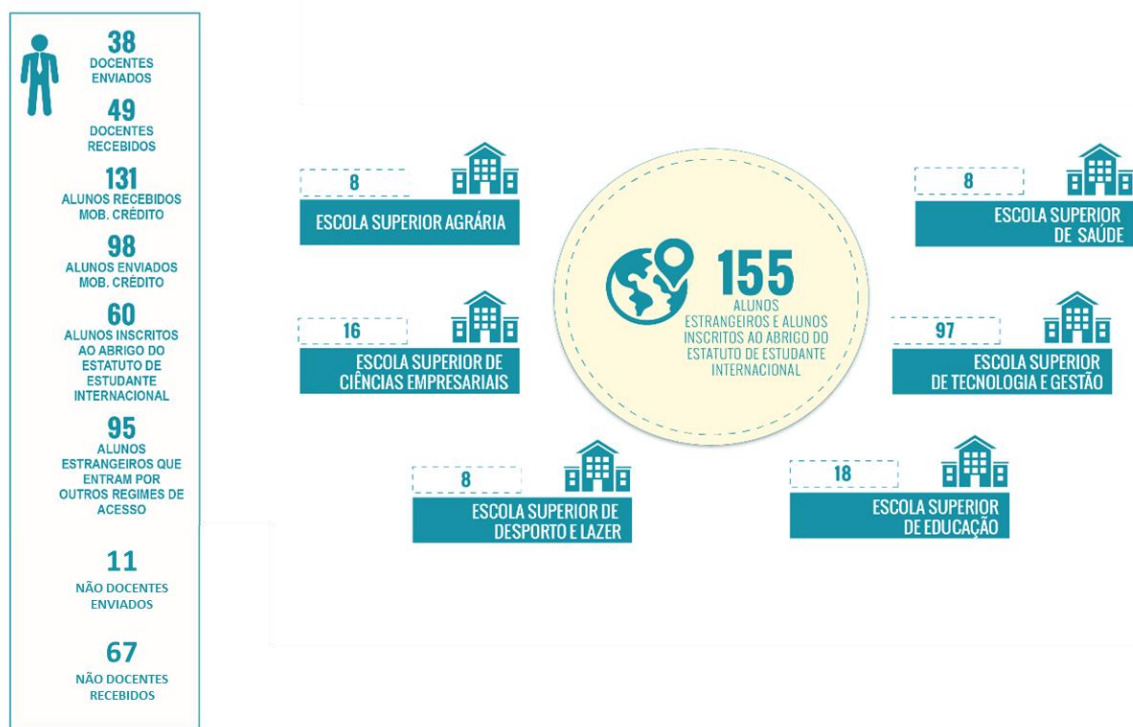 38
DOCENTES
ENVIADOS
49
DOCENTES
RECEBIDOS
131
ALUNOS RECEBIDOS
MOB. CRÉDITO
98
ALUNOS ENVIADOS
MOB. CRÉDITO
60
ALUNOS INSCRITOS
AO ABRIGO DO
ESTATUTO DE
ESTUDANTE
INTERNACIONAL
95
ALUNOS
ESTRANGEIROS QUE
ENTRAM POR
OUTROS REGIMES DE
ACESSO
11
NÃO DOCENTES
ENVIADOS
67
NÃO DOCENTES
RECEBIDOS
8
ESCOLA SUPERIOR AGRÁRIA
16
ESCOLA SUPERIOR DE
CIÊNCIAS EMPRESARIAIS
8
ESCOLA SUPERIOR DE
DESPORTO E LAZER
155
ALUNOS
ESTRANGEIROS E ALUNOS
INSCRITOS AO ABRIGO DO
ESTATUTO DE ESTUDANTE
INTERNACIONAL
8
ESCOLA SUPERIOR
DE SAÚDE
97
ESCOLA SUPERIOR
DE TECNOLOGIA E GESTÃO
18
ESCOLA SUPERIOR
DE EDUCAÇÃO